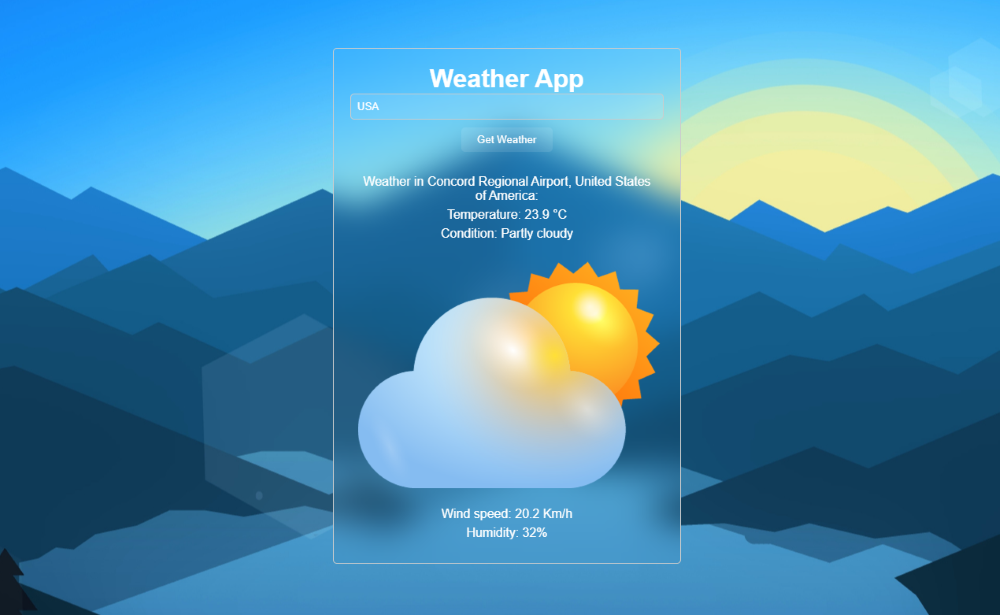 Weather App
USA
Get Weather
Weather in Concord Regional Airport, United States
of America:
Temperature: 23.9 °C
Condition: Partly cloudy
Wind speed: 20.2 Km/h
Humidity: 32%